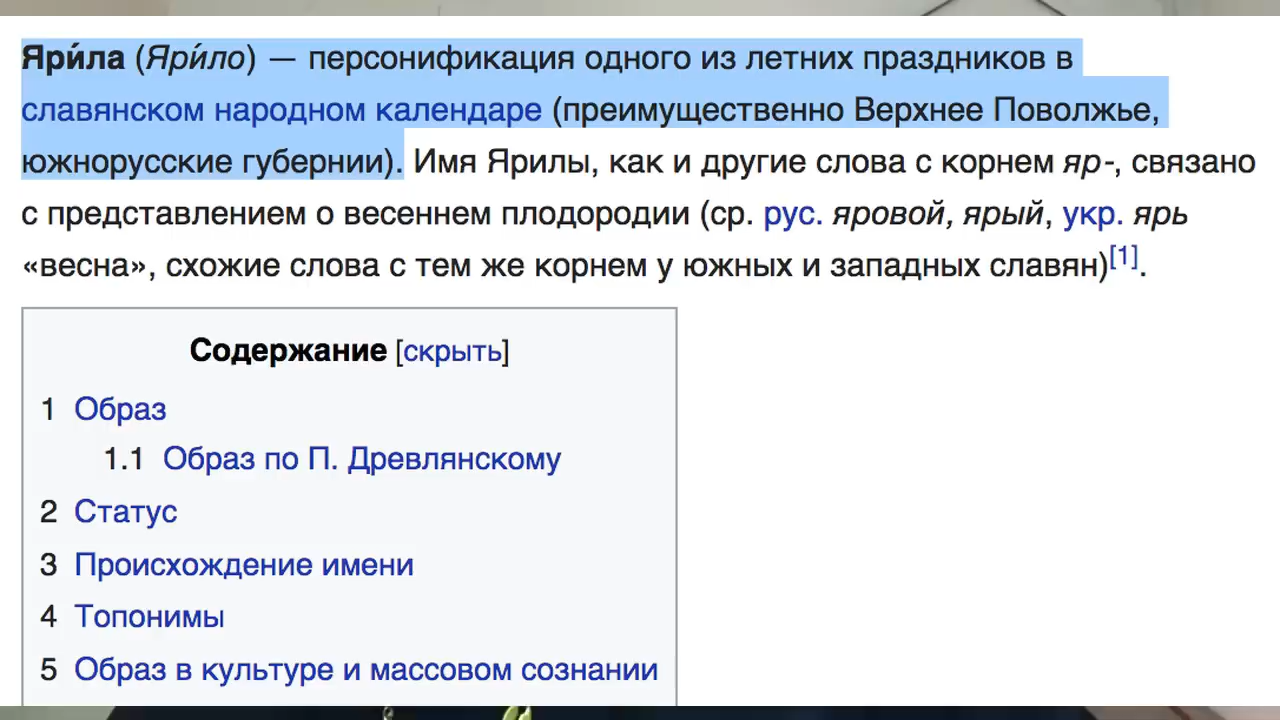 Яри́ла (Яри́ло) — персонификация одного из летних праздников в
славянском народном календаре (преимущественно Верхнее Поволжье,
южнорусские губернии). Имя Ярилы, как и другие слова с корнем яр-, связано
с представлением о весеннем плодородии (ср. рус. яровой, ярый, укр. ярь
«весна», схожие слова с тем же корнем у южных и западных славян)[1].
Содержание [скрыть]
1 Образ
1.1 Образ по П. Древлянскому
2 Статус
3 Происхождение имени
4 Топонимы
5 Образ в культуре и массовом сознании